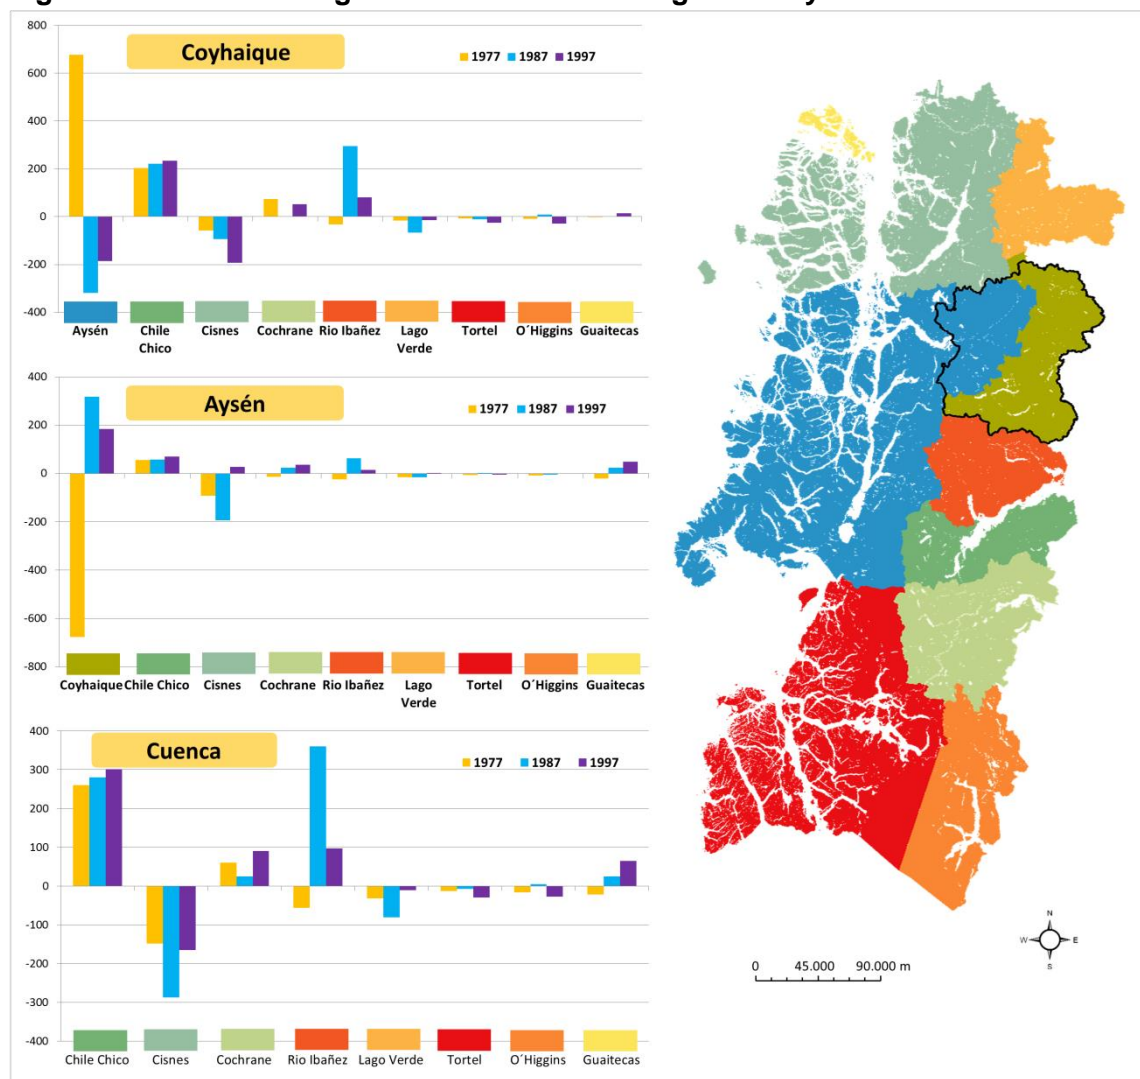 800
Coyhaique
1977 1987 1997
600
400
200
0
-200
-400
Aysén Chile Chico Cisnes Cochrane Rio Ibañez Lago Verde Tortel O´Higgins Guaitecas
400
Aysén
1977 1987 1997
200
0
-200
-400
-600
-800
Coyhaique Chile Chico Cisnes Cochrane Rio Ibañez Lago Verde Tortel O´Higgins Guaitecas
400
Cuenca
1977 1987 1997
300
200
100
0
-100
-200
-300
-400
Chile Chico Cisnes Cochrane Rio Ibañez Lago Verde Tortel O´Higgins Guaitecas
N
W E
S
0 45.000 90.000 m